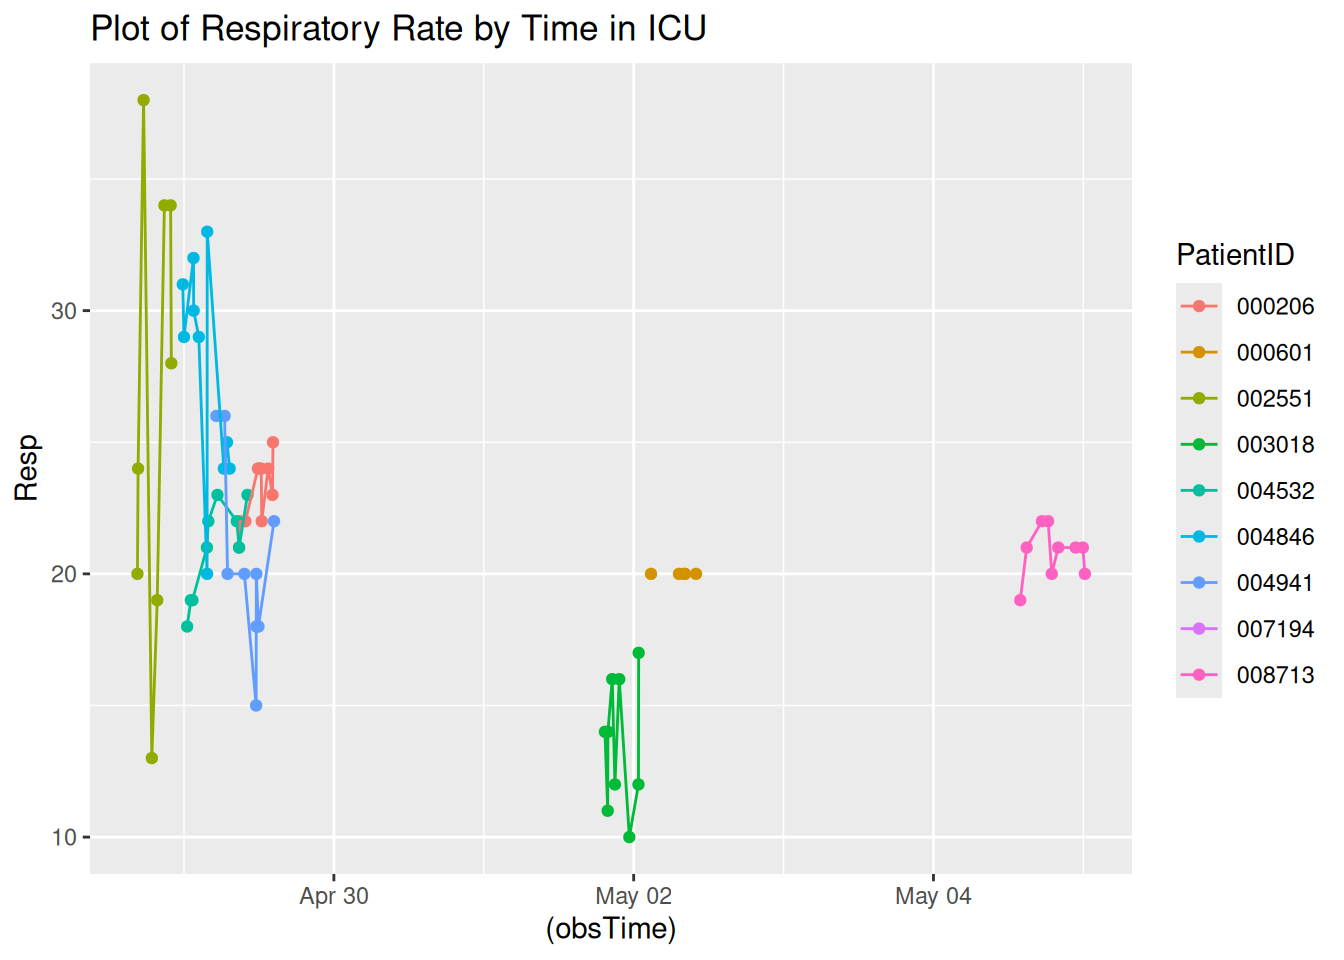 Plot of Respiratory Rate by Time in ICU
Resp
30
20
10
Apr 30
May 02
May 04
(obsTime)
PatientID
000206
000601
002551
003018
004532
004846
004941
007194
008713